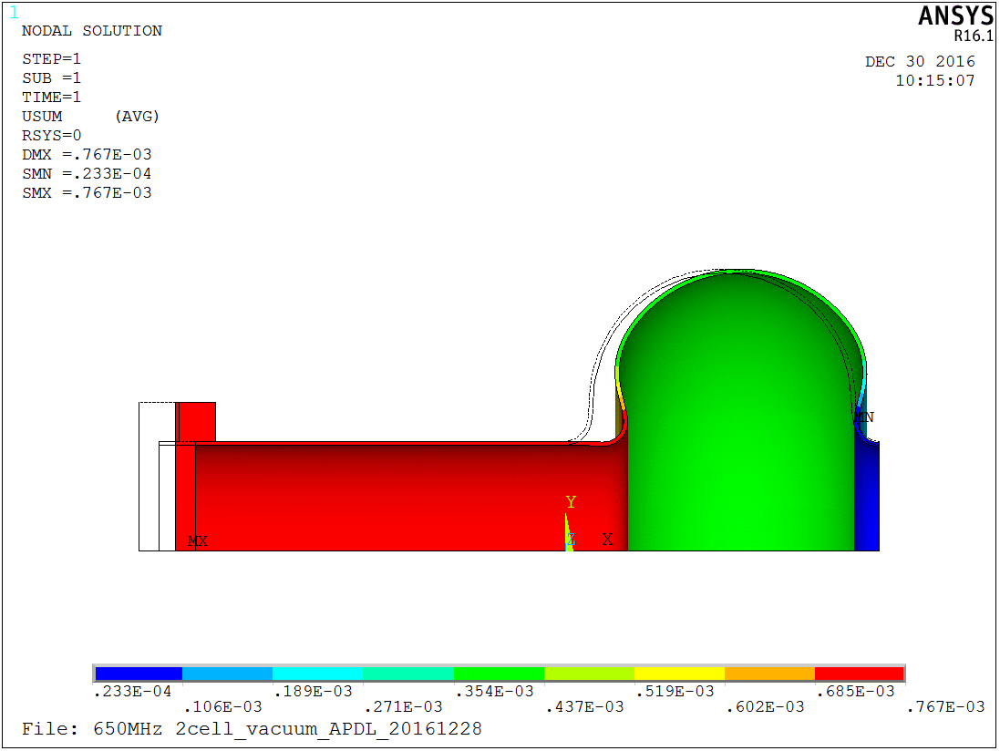 1
ANSYS
R16.1
NODAL SOLUTION
STEP=1
SUB =1
TIME=1
USUM (AVG)
RSYS=0
DMX =.767E-03
SMN =.233E-04
SMX =.767E-03
DEC 30 2016
10:15:07
MN
Y
Z X
MX
.233E-04 .189E-03 .354E-03 .519E-03 .685E-03
.106E-03 .271E-03 .437E-03 .602E-03 .767E-03
File: 650MHz 2cell_vacuum_APDL_20161228